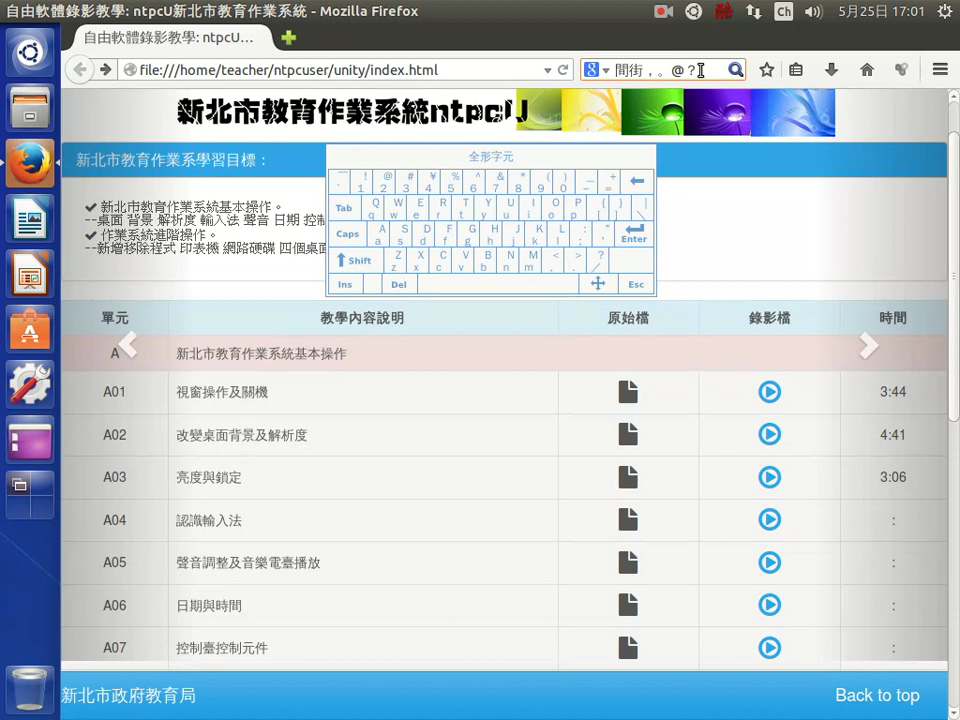 自由軟體錄影教學: ntpcU新北市教育作業系統 - Mozilla Firefox
Ch
5月25日 17:01
自由軟體錄影教學: ntpcU…
file:///home/teacher/ntpcuser/unity/index.html
間街，。@？
新北市教育作業系統ntpcU
新北市教育作業系學習目標：
全形字元
新北市教育作業系統基本操作。
--桌面 背景 解析度 輸入法 聲音 日期 控制
作業系統進階操作。
--新增移除程式 印表機 網路硬碟 四個桌面
Tab Q W E R T Y U I O P
q w e r t y u i o p
Caps A S D F G H J K L
a s d f g h j k l
Enter
Shift Z X C V B N M
z x c v b n m
Ins Del Esc
單元 教學內容說明 原始檔 錄影檔 時間
A 新北市教育作業系統基本操作
A01 視窗操作及關機 3:44
A02 改變桌面背景及解析度 4:41
A03 亮度與鎖定 3:06
A04 認識輸入法 :
A05 聲音調整及音樂電臺播放 :
A06 日期與時間 :
A07 控制臺控制元件 :
新北市政府教育局 Back to top